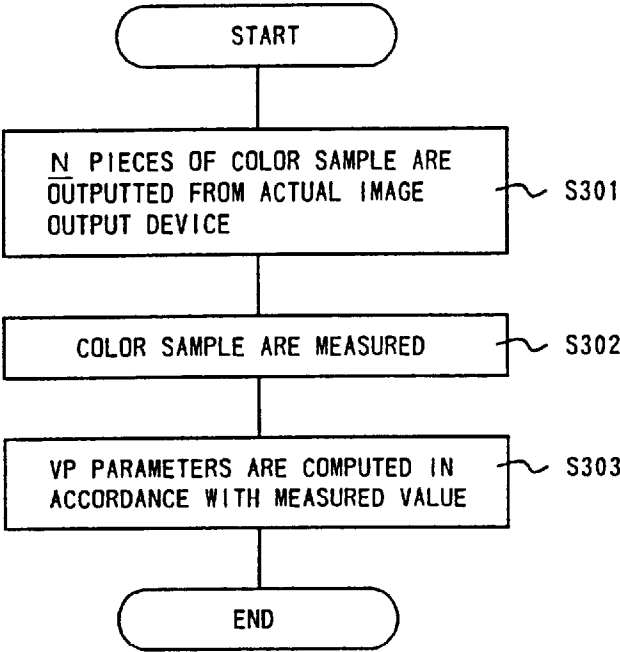 START
N PIECES OF COLOR SAMPLE ARE
OUTPUTTED FROM ACTUAL IMAGE
OUTPUT DEVICE
S301
COLOR SAMPLE ARE MEASURED
S302
VP PARAMETERS ARE COMPUTED IN
ACCORDANCE WITH MEASURED VALUE
S303
END